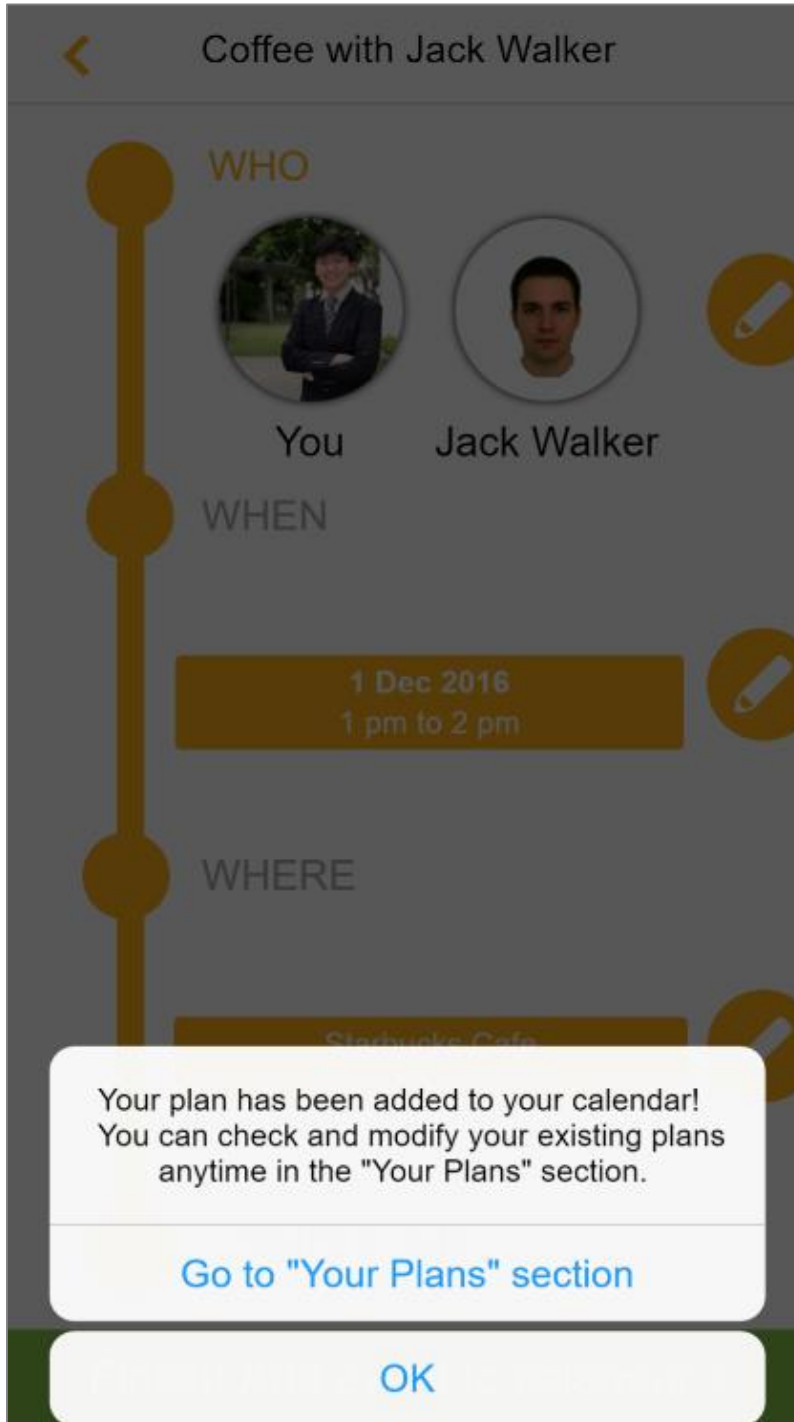 Coffee with Jack Walker
WHO
You Jack Walker
WHEN
1 Dec 2016
1 pm to 2 pm
WHERE
Starbucks Cafe
Your plan has been added to your calendar!
You can check and modify your existing plans
anytime in the "Your Plans" section.
Go to "Your Plans" section
OK